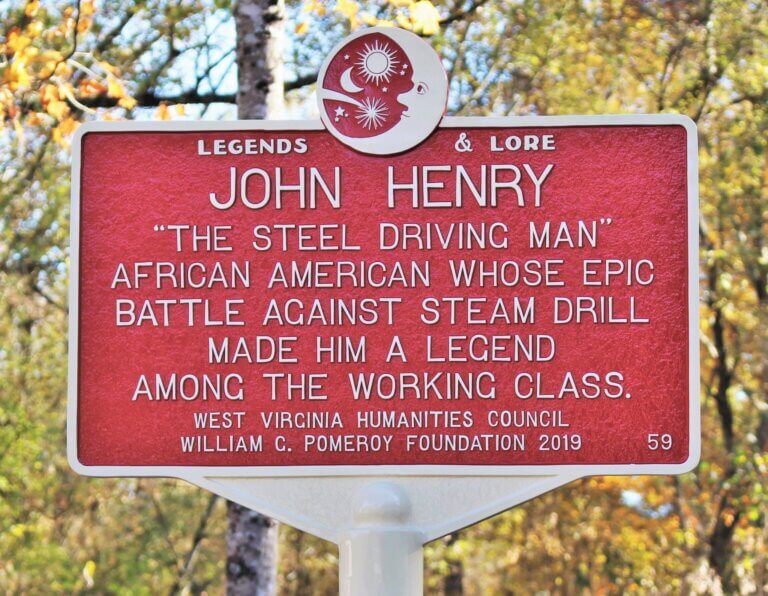 LEGENDS & LORE
JOHN HENRY
“THE STEEL DRIVING MAN”
AFRICAN AMERICAN WHOSE EPIC
BATTLE AGAINST STEAM DRILL
MADE HIM A LEGEND
AMONG THE WORKING CLASS.
WEST VIRGINIA HUMANITIES COUNCIL
WILLIAM G. POMEROY FOUNDATION 2019 59